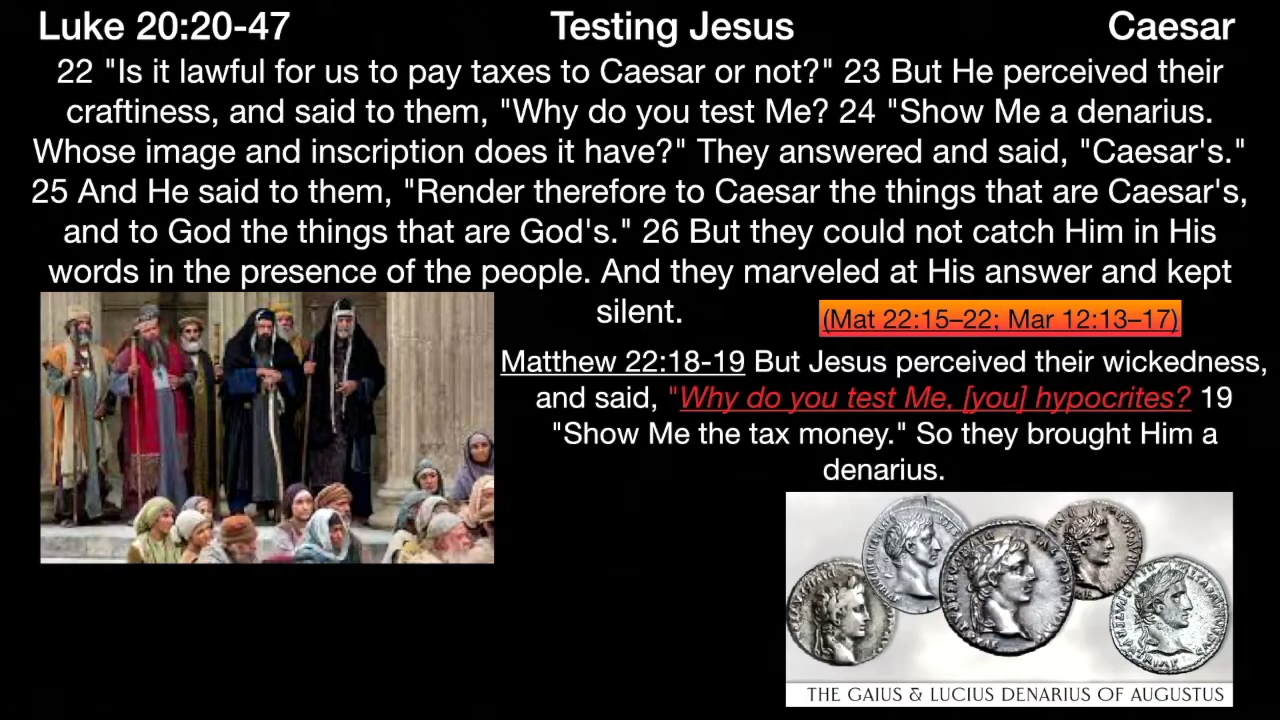 Luke 20:20-47 Testing Jesus Caesar
22 "Is it lawful for us to pay taxes to Caesar or not?" 23 But He perceived their
craftiness, and said to them, "Why do you test Me? 24 "Show Me a denarius.
Whose image and inscription does it have?" They answered and said, "Caesar's."
25 And He said to them, "Render therefore to Caesar the things that are Caesar's,
and to God the things that are God's." 26 But they could not catch Him in His
words in the presence of the people. And they marveled at His answer and kept
silent.
(Mat 22:15–22; Mar 12:13–17)
Matthew 22:18-19 But Jesus perceived their wickedness,
and said, "Why do you test Me, [you] hypocrites? 19
"Show Me the tax money." So they brought Him a
denarius.
THE GAIUS & LUCIUS DENARIUS OF AUGUSTUS